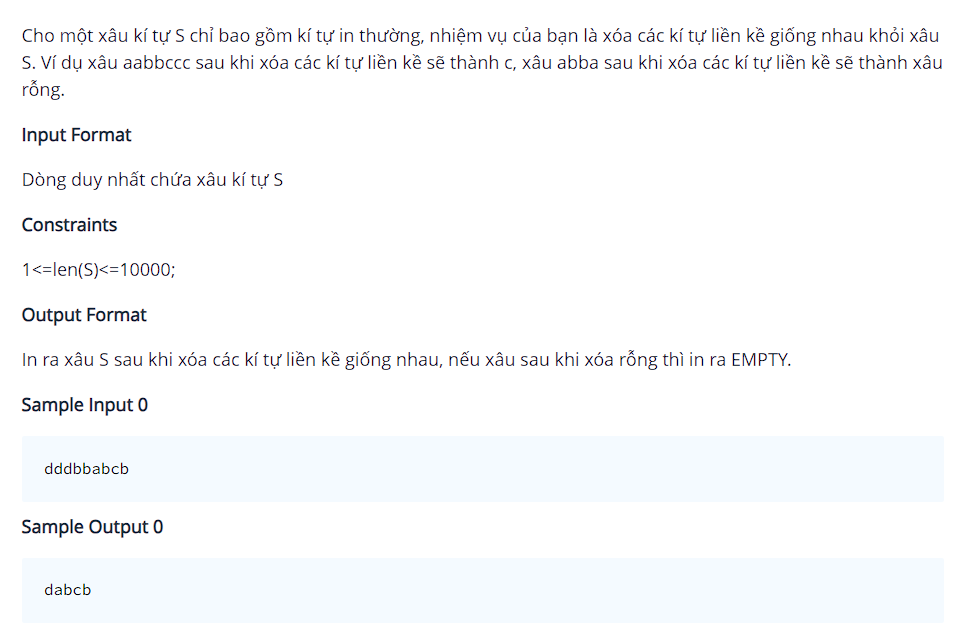 Cho một xâu kí tự S chỉ bao gồm kí tự in thường, nhiệm vụ của bạn là xóa các kí tự liền kề giống nhau khỏi xâu
S. Ví dụ xâu aabbccc sau khi xóa các kí tự liền kề sẽ thành c, xâu abba sau khi xóa các kí tự liền kề sẽ thành xâu
rỗng.
Input Format
Dòng duy nhất chứa xâu kí tự S
Constraints
1<=len(S)<=10000;
Output Format
In ra xâu S sau khi xóa các kí tự liền kề giống nhau, nếu xâu sau khi xóa rỗng thì in ra EMPTY.
Sample Input 0
dddbbabcb
Sample Output 0
dabcb